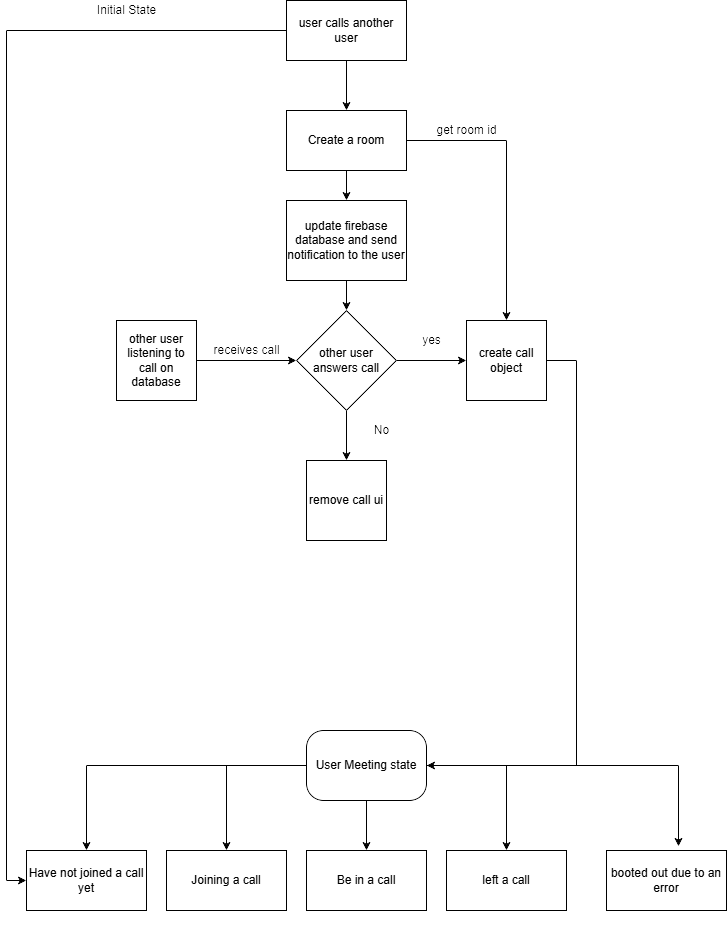 Initial State
user calls another
user
Create a room
get room id
update firebase
database and send
notification to the user
other user
listening to
call on
database
receives call
other user
answers call
yes
create call
object
No
remove call ui
User Meeting state
Have not joined a call
yet
Joining a call
Be in a call
left a call
booted out due to an
error